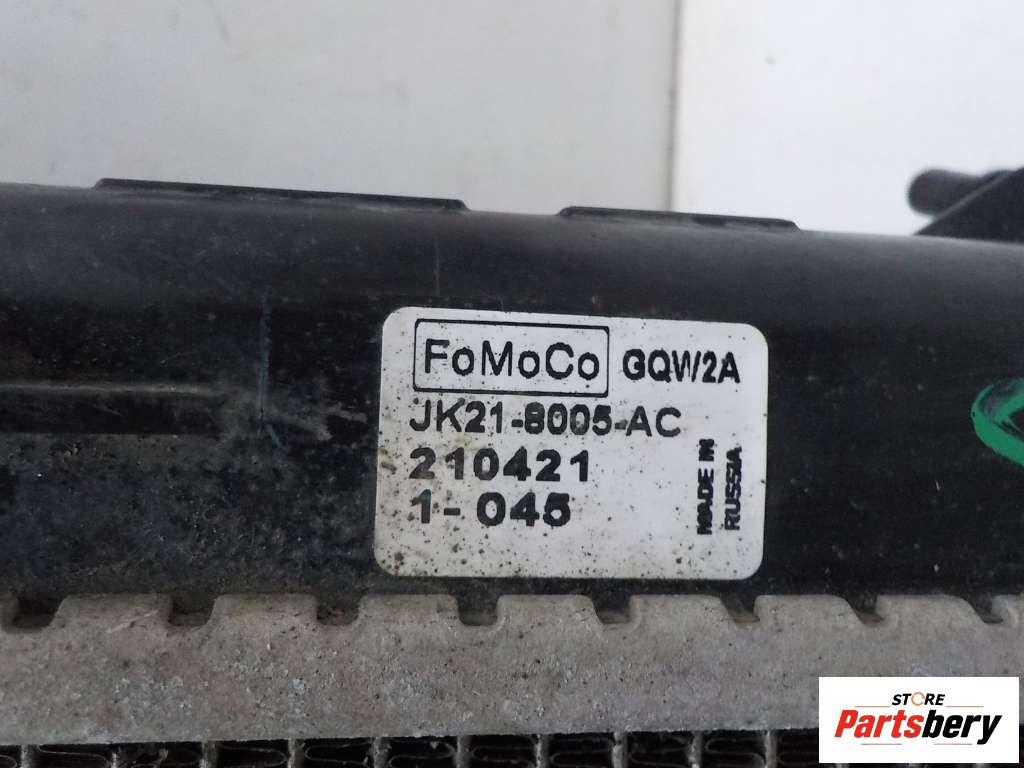 FoMoCo GQW/2A
JK21-8005-AC
210421
1-045
MADE IN
RUSSIA
STORE
Partsbery